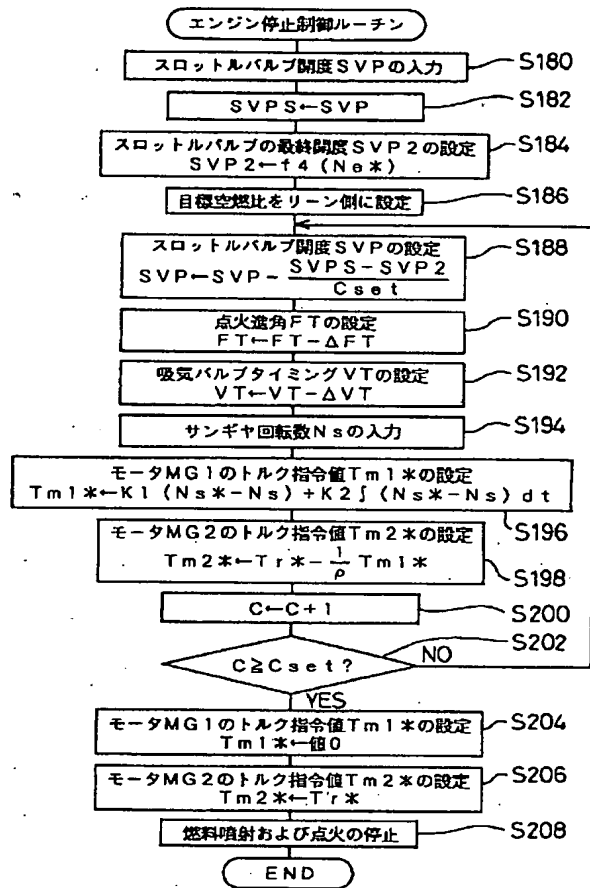 エンジン停止制御ルーチン
スロットルバルブ開度SVPの入力
S180
SVPS←SVP
S182
スロットルバルブの最終開度SVP2の設定
SVP2←f4(Ne*)
S184
目標空燃比をリーン側に設定
S186
スロットルバルブ開度SVPの設定
SVP←SVP-(SVPS-SVP2)/Cset
S188
点火進角FTの設定
FT←FT-ΔFT
S190
吸気バルブタイミングVTの設定
VT←VT-ΔVT
S192
サンギヤ回転数Nsの入力
S194
モータMG1のトルク指令値Tm1*の設定
Tm1*←K1(Ns*-Ns)+K2∫(Ns*-Ns)dt
S196
モータMG2のトルク指令値Tm2*の設定
Tm2*←Tr*-1/ρ Tm1*
S198
C←C+1
S200
C≧Cset?
S202
NO
YES
モータMG1のトルク指令値Tm1*の設定
Tm1*←値0
S204
モータMG2のトルク指令値Tm2*の設定
Tm2*←Tr*
S206
燃料噴射および点火の停止
S208
END